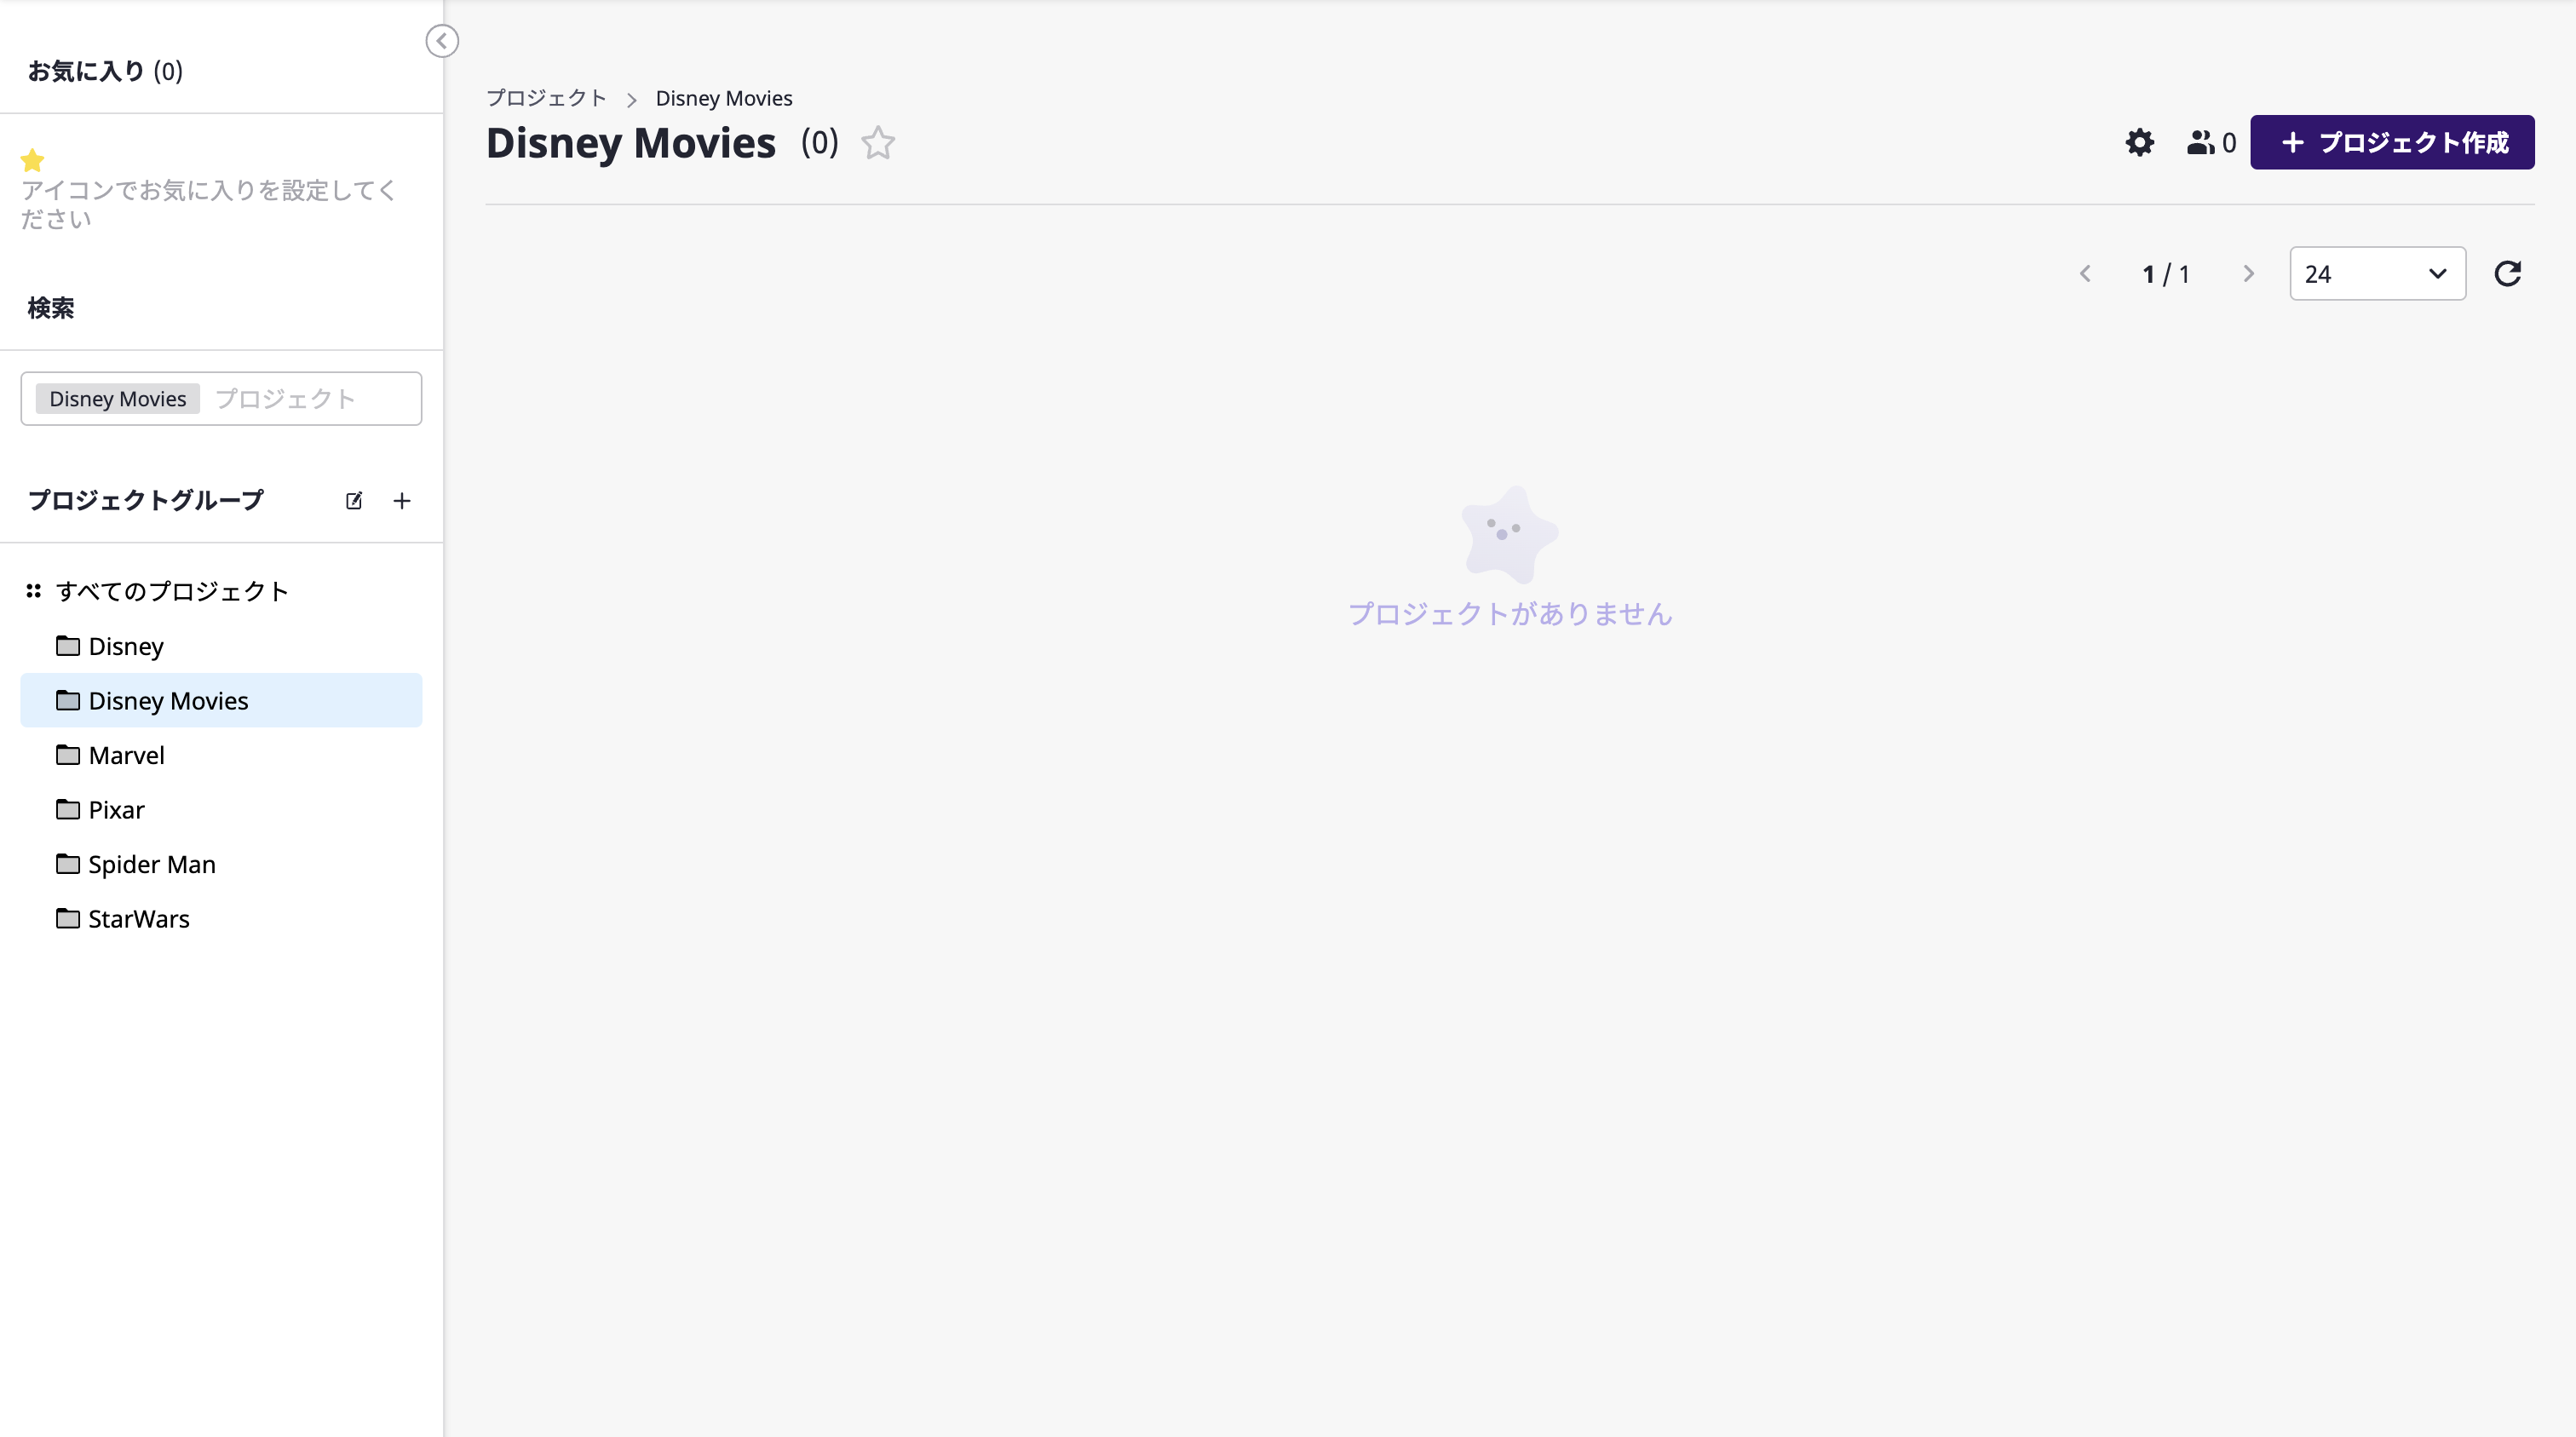 お気に入り (0)
アイコンでお気に入りを設定してく
ださい
検索
Disney Movies プロジェクト
プロジェクトグループ
すべてのプロジェクト
Disney
Disney Movies
Marvel
Pixar
Spider Man
StarWars
プロジェクト > Disney Movies
Disney Movies (0)
0
+ プロジェクト作成
1 / 1
24
プロジェクトがありません